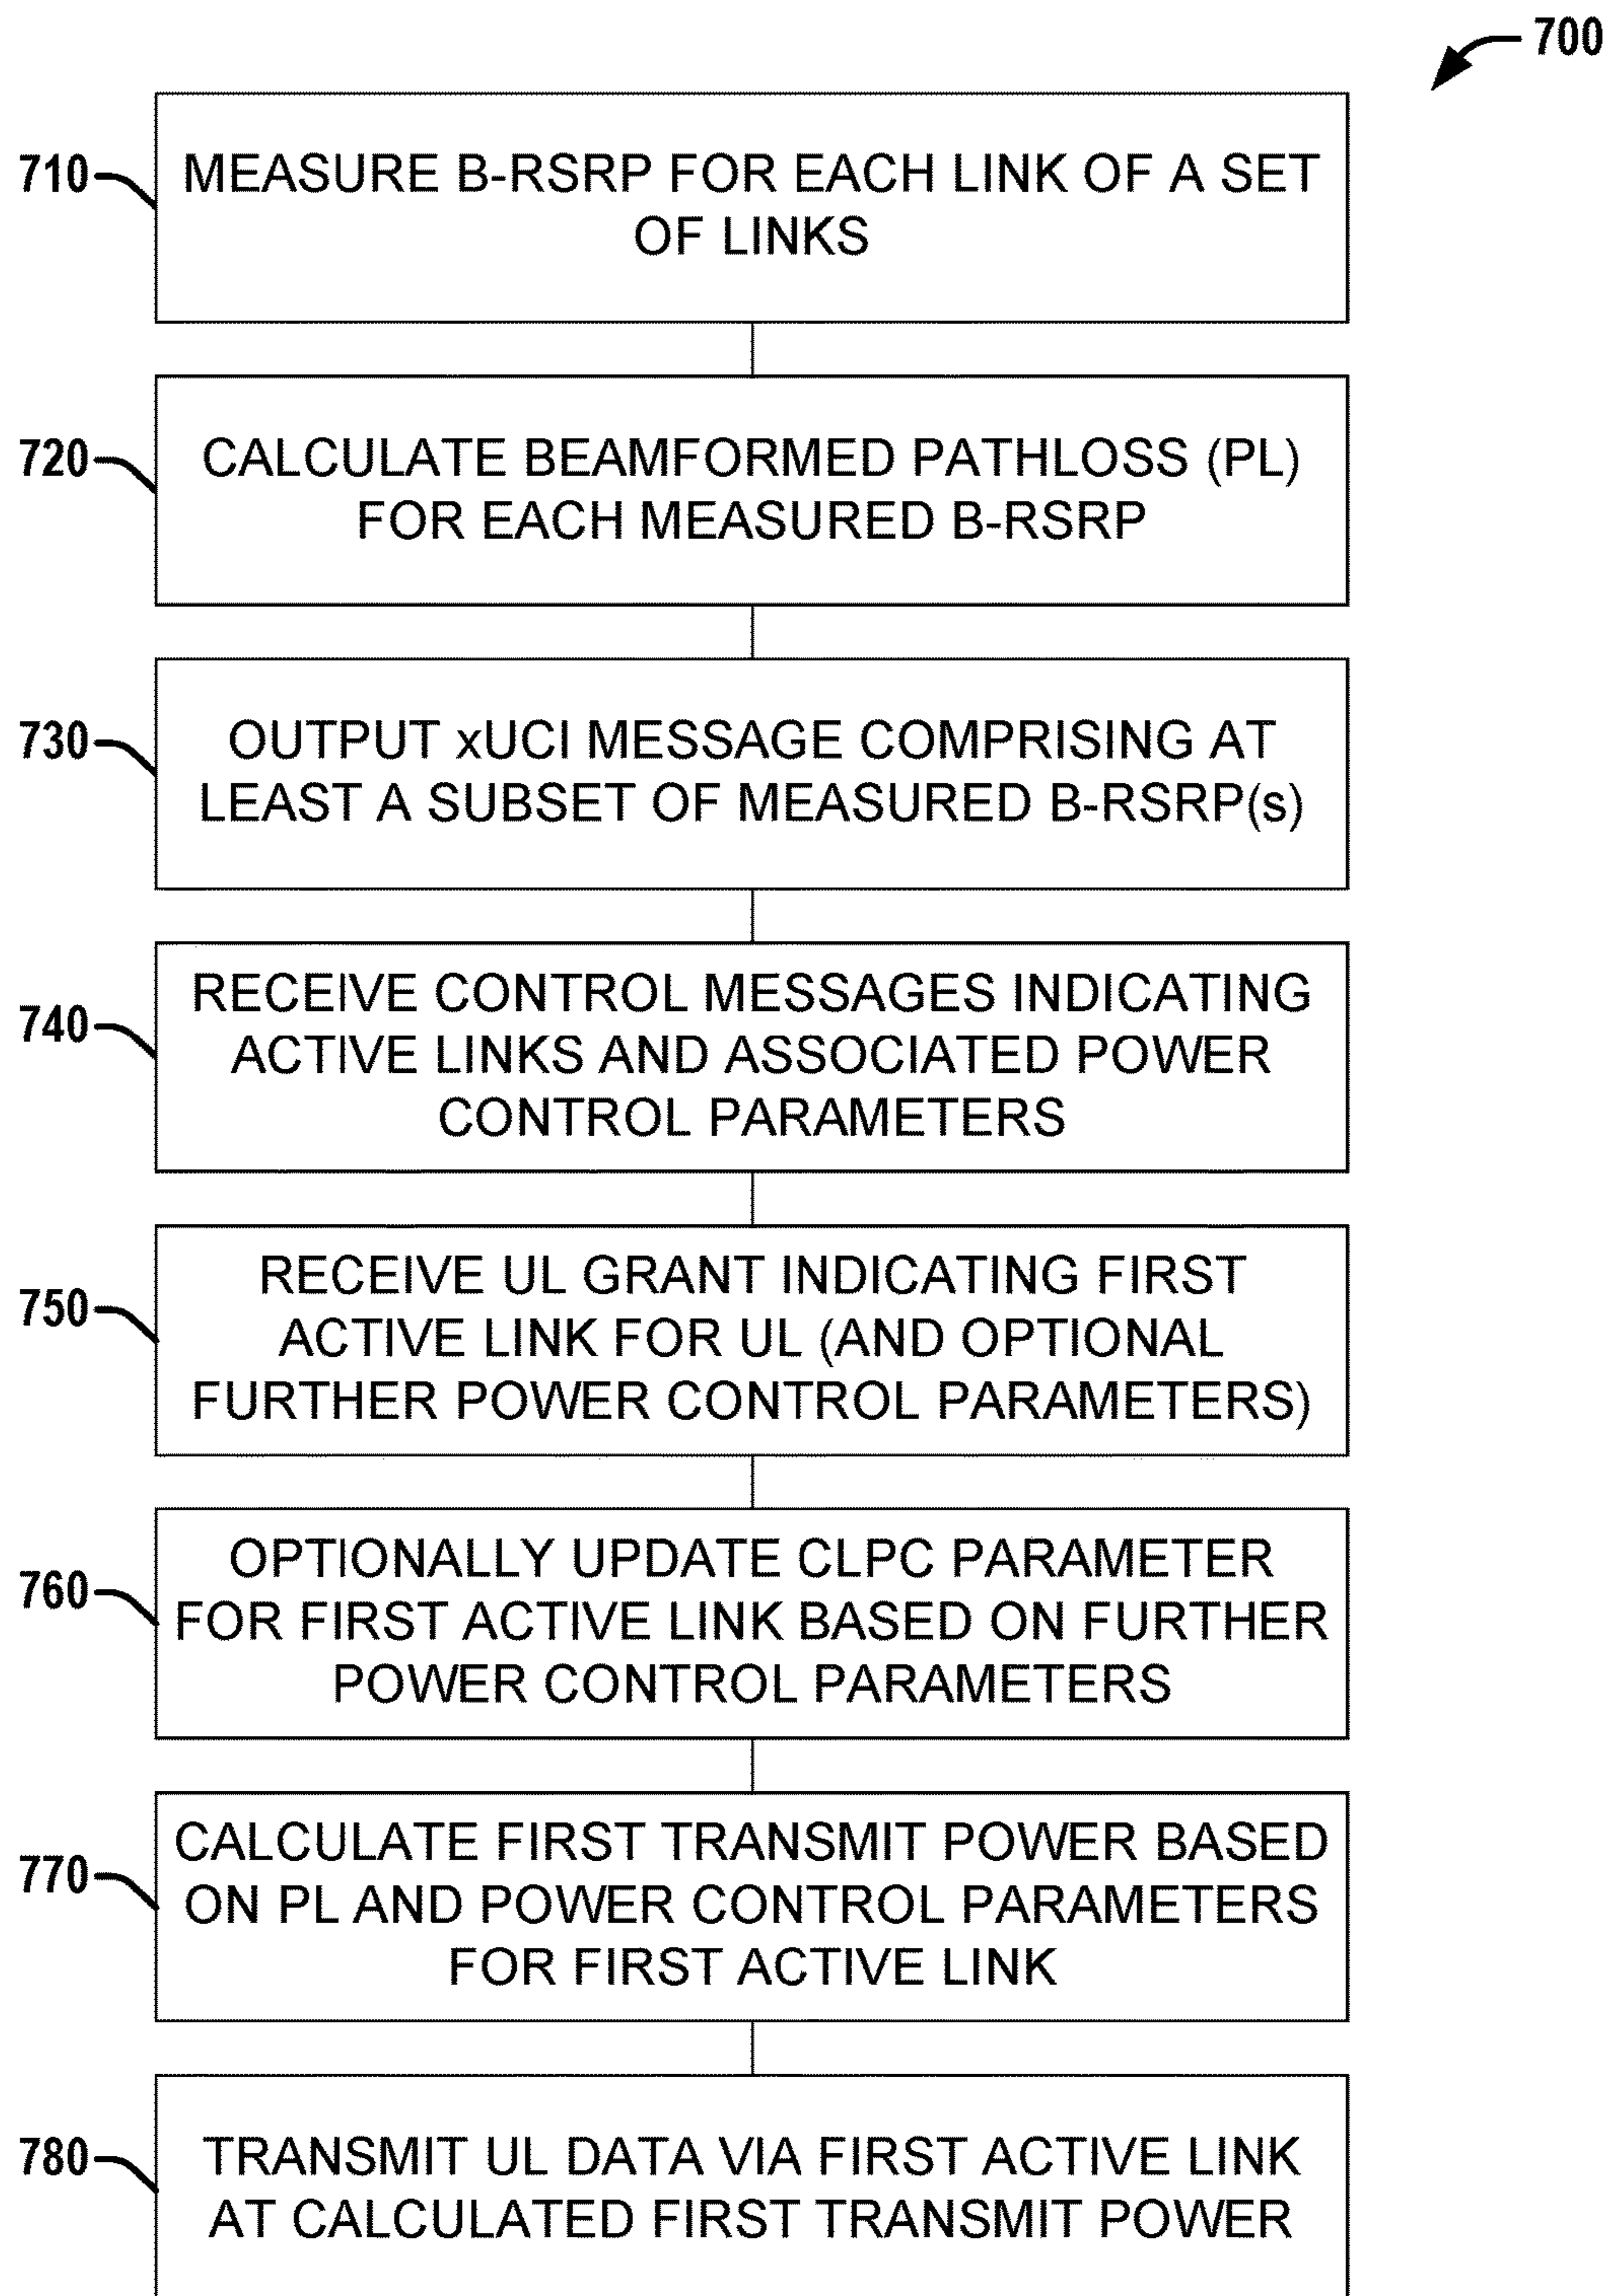 700
710
MEASURE B-RSRP FOR EACH LINK OF A SET
OF LINKS
720
CALCULATE BEAMFORMED PATHLOSS (PL)
FOR EACH MEASURED B-RSRP
730
OUTPUT xUCI MESSAGE COMPRISING AT
LEAST A SUBSET OF MEASURED B-RSRP(s)
740
RECEIVE CONTROL MESSAGES INDICATING
ACTIVE LINKS AND ASSOCIATED POWER
CONTROL PARAMETERS
750
RECEIVE UL GRANT INDICATING FIRST
ACTIVE LINK FOR UL (AND OPTIONAL
FURTHER POWER CONTROL PARAMETERS)
760
OPTIONALLY UPDATE CLPC PARAMETER
FOR FIRST ACTIVE LINK BASED ON FURTHER
POWER CONTROL PARAMETERS
770
CALCULATE FIRST TRANSMIT POWER BASED
ON PL AND POWER CONTROL PARAMETERS
FOR FIRST ACTIVE LINK
780
TRANSMIT UL DATA VIA FIRST ACTIVE LINK
AT CALCULATED FIRST TRANSMIT POWER